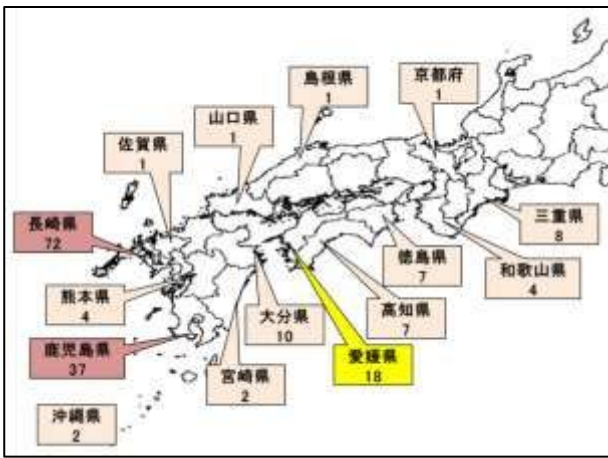 島根県
1
京都府
1
山口県
1
佐賀県
1
長崎県
72
三重県
8
徳島県
7
和歌山県
4
熊本県
4
大分県
10
高知県
7
鹿児島県
37
宮崎県
2
愛媛県
18
沖縄県
2